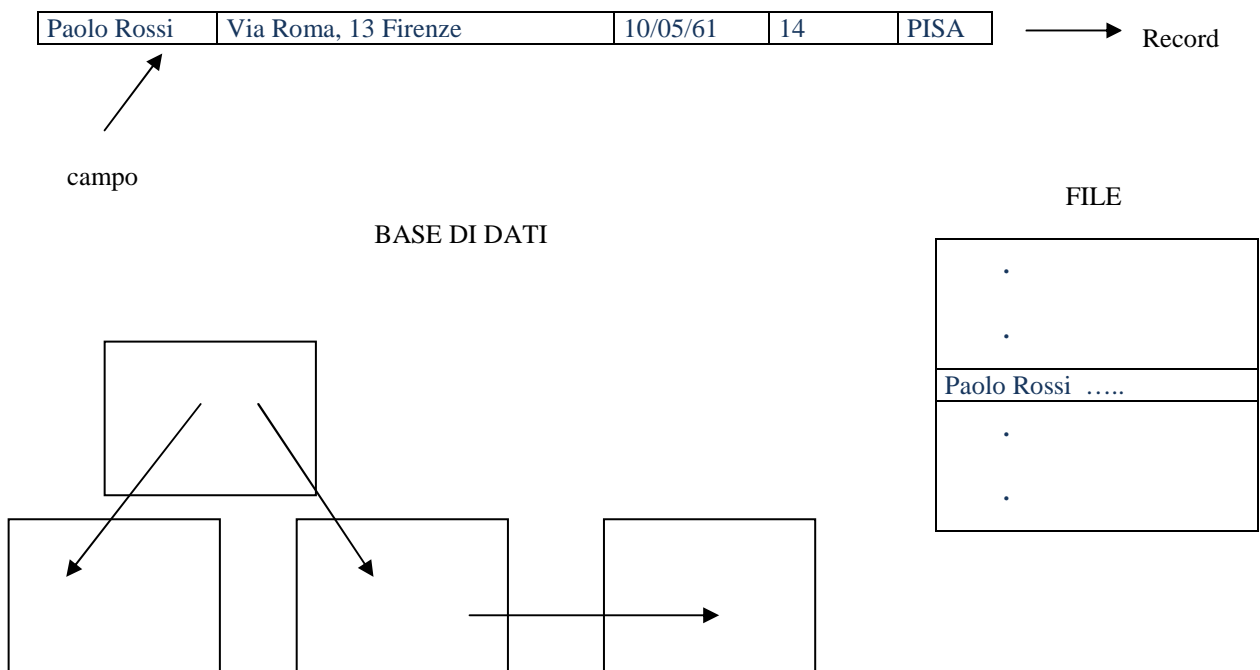 Paolo Rossi Via Roma, 13 Firenze 10/05/61 14 PISA Record
campo
FILE
BASE DI DATI
.
.
Paolo Rossi …..
.
.